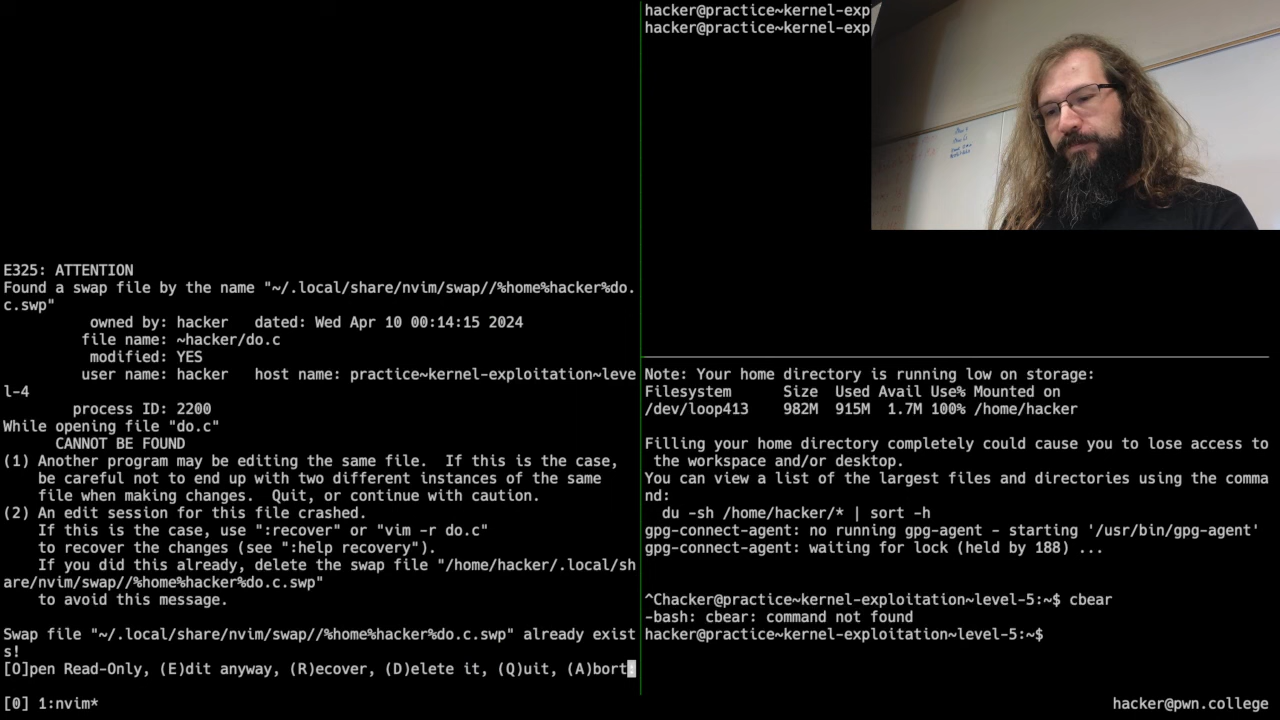 E325: ATTENTION
Found a swap file by the name "~/.local/share/nvim/swap//%home%hacker%do.
c.swp"
owned by: hacker   dated: Wed Apr 10 00:14:15 2024
file name: ~hacker/do.c
modified: YES
user name: hacker   host name: practice~kernel-exploitation~leve
l-4
process ID: 2200
While opening file "do.c"
CANNOT BE FOUND
(1) Another program may be editing the same file.  If this is the case,
be careful not to end up with two different instances of the same
file when making changes.  Quit, or continue with caution.
(2) An edit session for this file crashed.
If this is the case, use ":recover" or "vim -r do.c"
to recover the changes (see ":help recovery").
If you did this already, delete the swap file "/home/hacker/.local/sh
are/nvim/swap//%home%hacker%do.c.swp"
to avoid this message.
Swap file "~/.local/share/nvim/swap//%home%hacker%do.c.swp" already exist
s!
[O]pen Read-Only, (E)dit anyway, (R)ecover, (D)elete it, (Q)uit, (A)bort:
hacker@practice~kernel-exp
hacker@practice~kernel-exp
Note: Your home directory is running low on storage:
Filesystem      Size  Used Avail Use% Mounted on
/dev/loop413    982M  915M  1.7M 100% /home/hacker
Filling your home directory completely could cause you to lose access to
the workspace and/or desktop.
You can view a list of the largest files and directories using the comma
nd:
du -sh /home/hacker/* | sort -h
gpg-connect-agent: no running gpg-agent - starting '/usr/bin/gpg-agent'
gpg-connect-agent: waiting for lock (held by 188) ...
^Chacker@practice~kernel-exploitation~level-5:~$ cbear
-bash: cbear: command not found
hacker@practice~kernel-exploitation~level-5:~$
[0] 1:nvim*
hacker@pwn.college